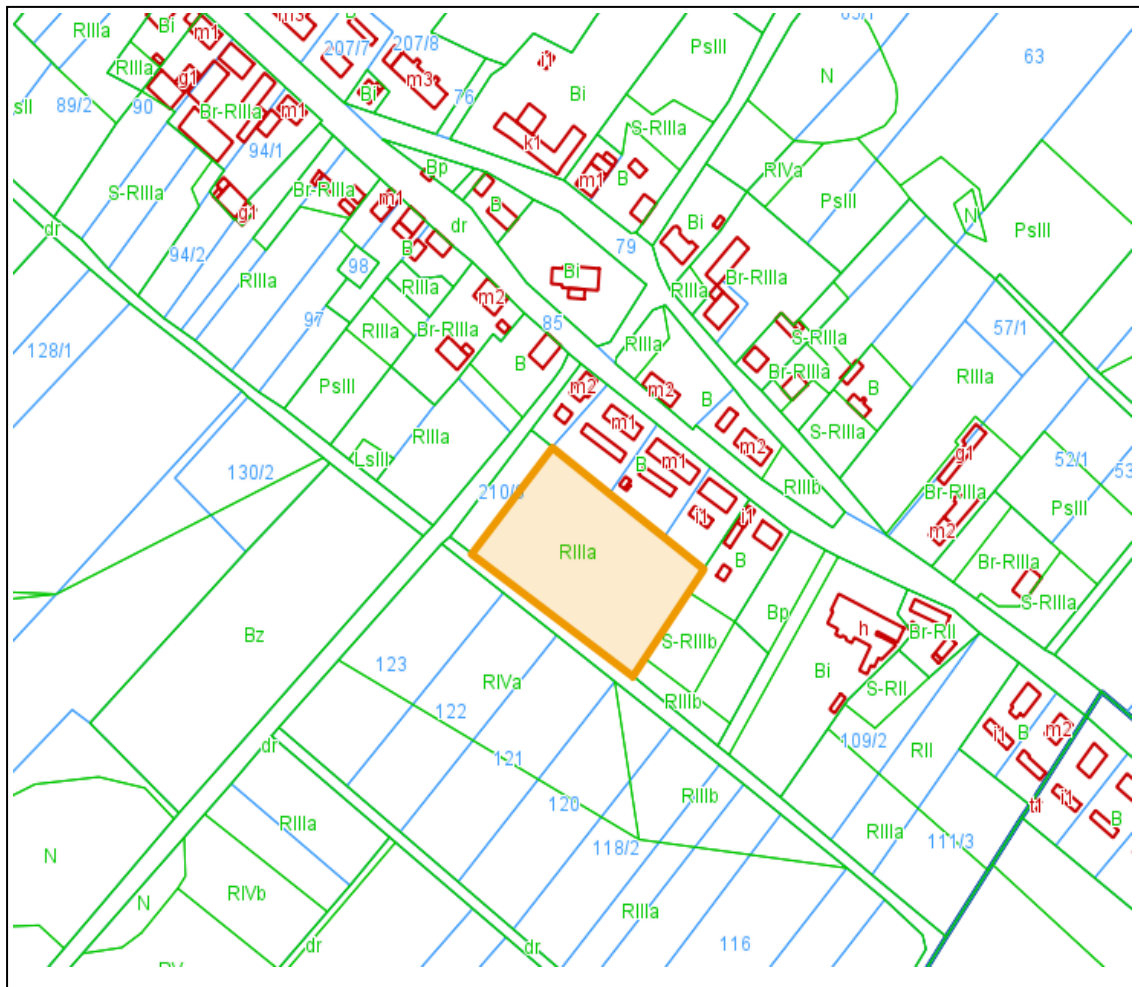 RIIIa
Bi
m1
m3
B
207/7
207/8
PsIII
63
RIIIa
g1
Bi
m3
i1
N
89/2
90
Br-RIIIa
m1
76
Bi
S-RIIIa
94/1
k1
RIVa
S-RIIIa
Br-RIIIa
Bp
m1
B
PsIII
N
PsIII
dr
g1
m1
dr
B
79
Bi
94/2
RIIIa
B
98
RIIIa
Bi
RIIIa
Br-RIIIa
m2
97
RIIIa
Br-RIIIa
85
57/1
S-RIIIa
128/1
B
RIIIa
Br-RIIIa
RIIIa
PsIII
m2
m2
B
B
RIIIa
m1
S-RIIIa
LsIII
m2
g1
130/2
B
m1
RIIIb
52/1
53
210/
Br-RIIIa
PsIII
i1
i1
m2
RIIIa
B
Br-RIIIa
Bz
Bp
h
Br-RII
S-RIIIa
S-RIIIb
123
RIVa
RIIIb
Bi
S-RII
122
109/2
RII
i1
B
m2
dr
121
120
RIIIb
i1
t1
B
RIIIa
118/2
RIIIa
111/3
N
RIVb
N
RIIIa
dr
dr
116